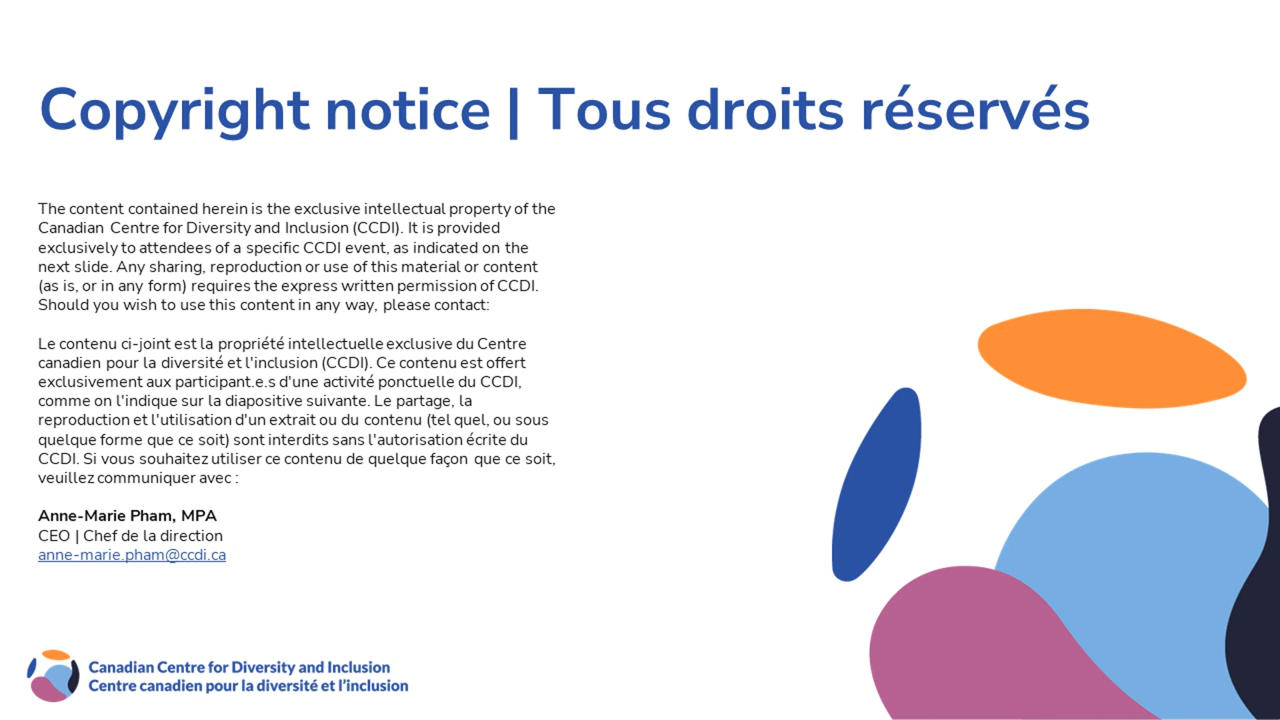 Copyright notice | Tous droits réservés
The content contained herein is the exclusive intellectual property of the
Canadian Centre for Diversity and Inclusion (CCDI). It is provided
exclusively to attendees of a specific CCDI event, as indicated on the
next slide. Any sharing, reproduction or use of this material or content
(as is, or in any form) requires the express written permission of CCDI.
Should you wish to use this content in any way, please contact:
Le contenu ci-joint est la propriété intellectuelle exclusive du Centre
canadien pour la diversité et l'inclusion (CCDI). Ce contenu est offert
exclusivement aux participant.e.s d'une activité ponctuelle du CCDI,
comme on l'indique sur la diapositive suivante. Le partage, la
reproduction et l'utilisation d'un extrait ou du contenu (tel quel, ou sous
quelque forme que ce soit) sont interdits sans l'autorisation écrite du
CCDI. Si vous souhaitez utiliser ce contenu de quelque façon que ce soit,
veuillez communiquer avec :
Anne-Marie Pham, MPA
CEO | Chef de la direction
anne-marie.pham@ccdi.ca
Canadian Centre for Diversity and Inclusion
Centre canadien pour la diversité et l’inclusion